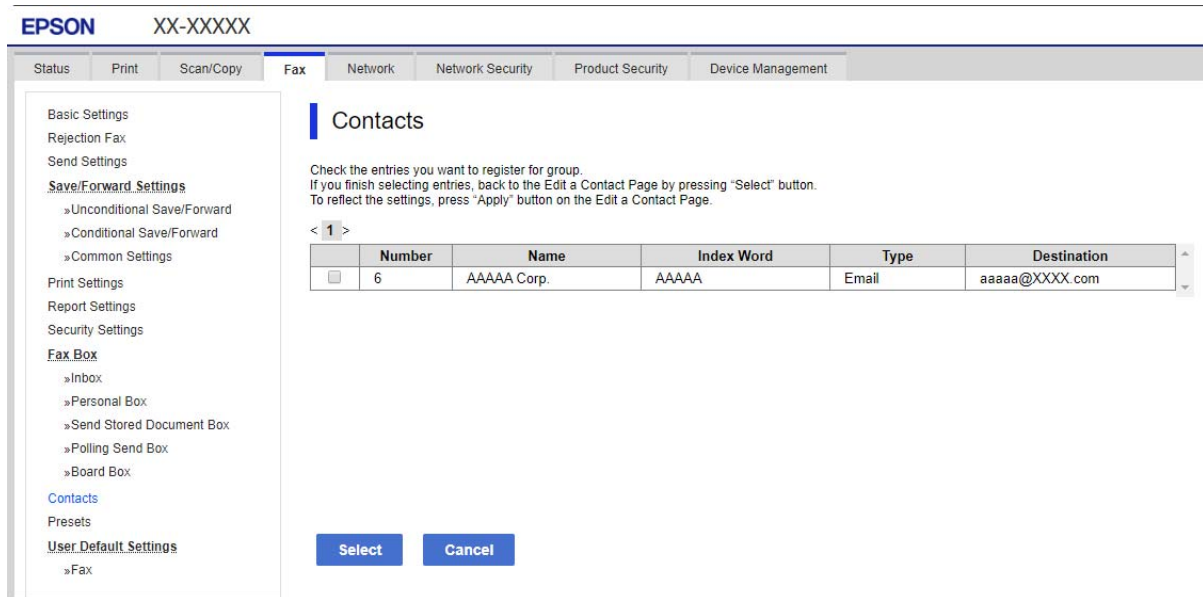 EPSON XX-XXXXX
Status Print Scan/Copy Fax Network Network Security Product Security Device Management
Basic Settings
Rejection Fax
Send Settings
Save/Forward Settings
»Unconditional Save/Forward
»Conditional Save/Forward
»Common Settings
Print Settings
Report Settings
Security Settings
Fax Box
»Inbox
»Personal Box
»Send Stored Document Box
»Polling Send Box
»Board Box
Contacts
Presets
User Default Settings
»Fax
Contacts
Check the entries you want to register for group.
If you finish selecting entries, back to the Edit a Contact Page by pressing “Select” button.
To reflect the settings, press “Apply” button on the Edit a Contact Page.
< 1 >
Number Name Index Word Type Destination
6 AAAAA Corp. AAAAA Email aaaaa@XXXX.com
Select Cancel